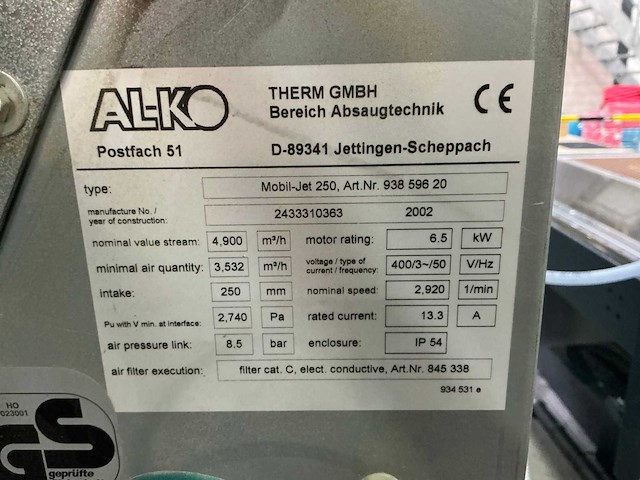 AL-KO
THERM GMBH
Bereich Absaugtechnik
CE
Postfach 51
D-89341 Jettingen-Scheppach
type: Mobil-Jet 250, Art.Nr. 938 596 20
manufacture No. /
year of construction: 2433310363 2002
nominal value stream: 4,900 m³/h motor rating: 6.5 kW
minimal air quantity: 3,532 m³/h voltage / type of
current / frequency: 400/3~/50 V/Hz
intake: 250 mm nominal speed: 2,920 1/min
Pu with V min. at interface: 2,740 Pa rated current: 13.3 A
air pressure link: 8.5 bar enclosure: IP 54
air filter execution: filter cat. C, elect. conductive, Art.Nr. 845 338
934 531 e
HO
023001
GS
geprüfte